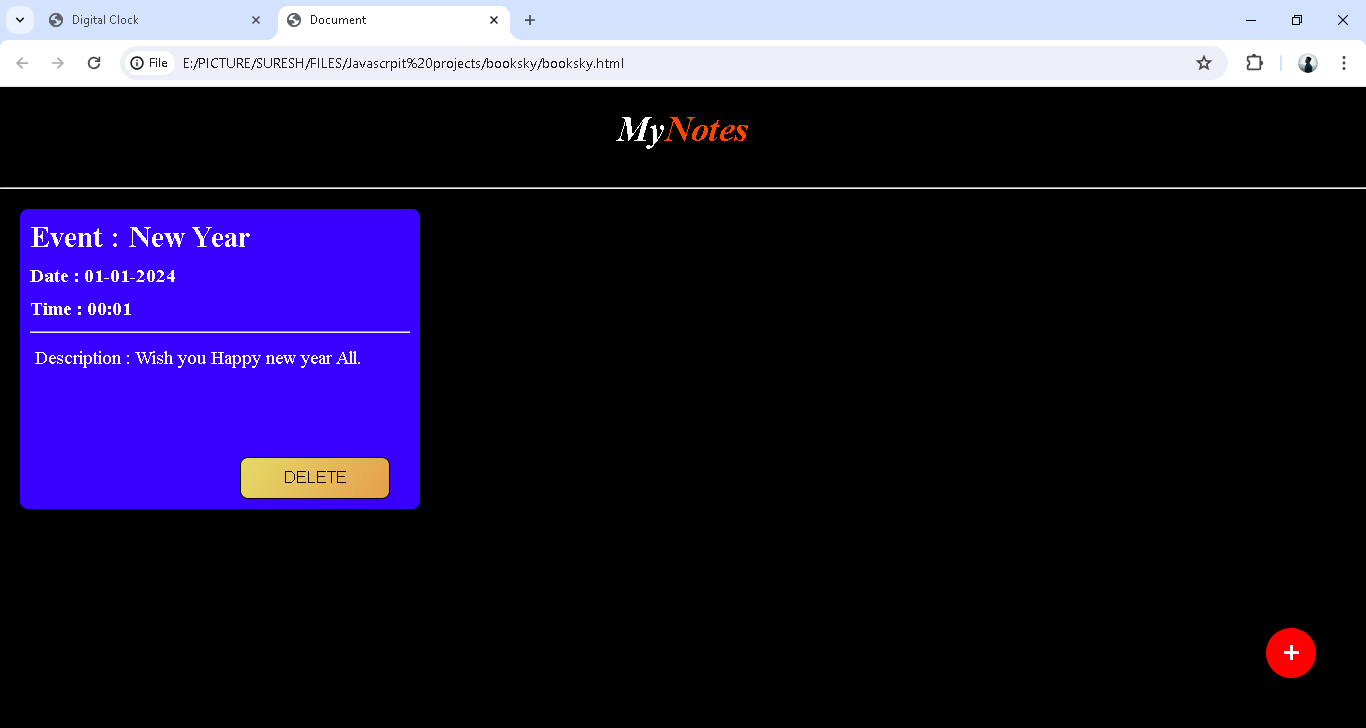 Digital Clock
Document
File
E:/PICTURE/SURESH/FILES/Javascrpit%20projects/booksky/booksky.html
MyNotes
Event : New Year
Date : 01-01-2024
Time : 00:01
Description : Wish you Happy new year All.
DELETE
+